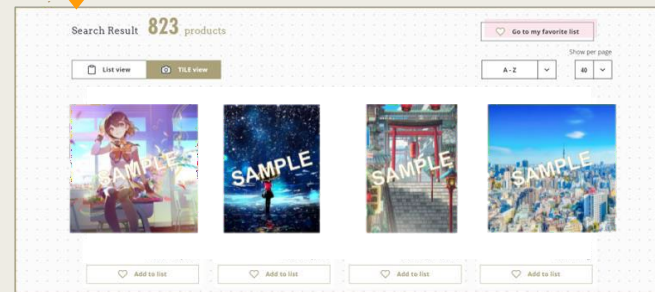 Search Result 823 products
Go to my favorite list
Show per page
List view
TILE view
A - Z
40
SAMPLE
SAMPLE
SAMPLE
SAMPLE
Add to list
Add to list
Add to list
Add to list